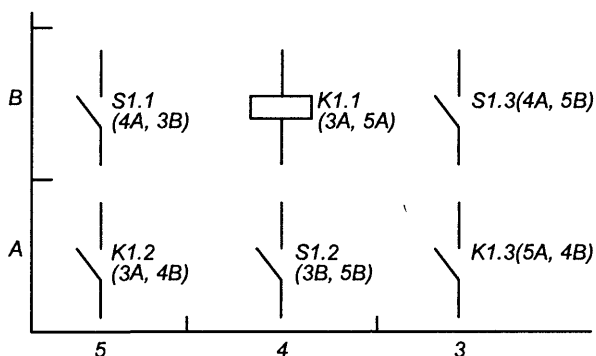 B
S1.1
(4A, 3B)
K1.1
(3A, 5A)
S1.3(4A, 5B)
A
K1.2
(3A, 4B)
S1.2
(3B, 5B)
K1.3(5A, 4B)
5
4
3